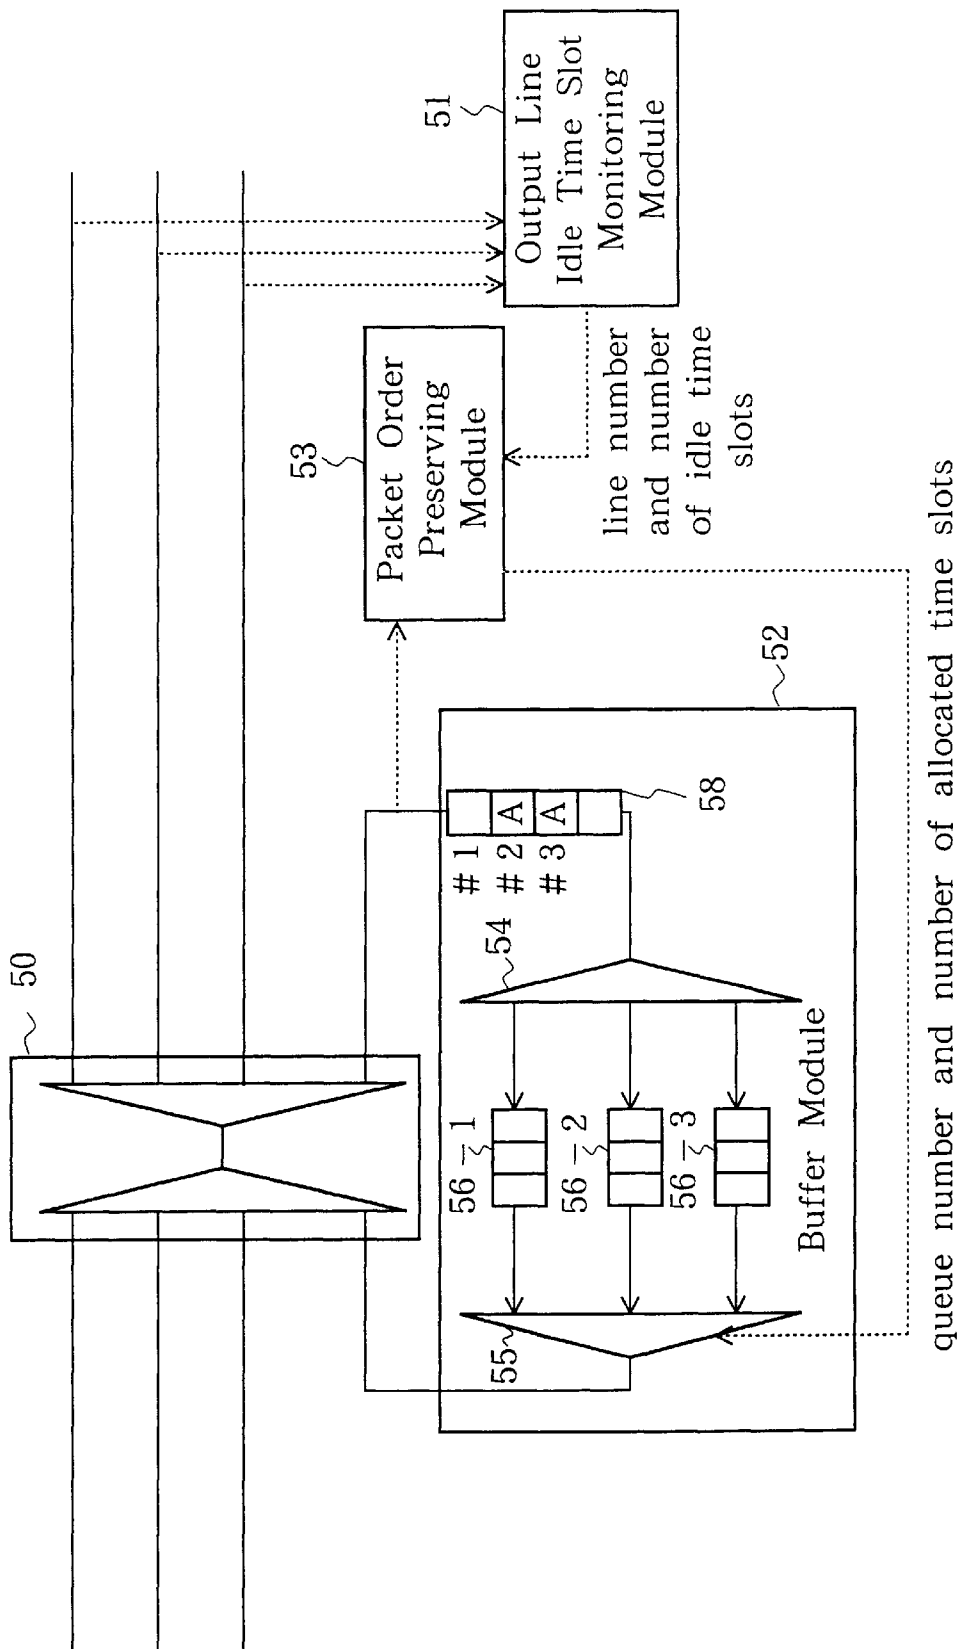 50
51
Output Line
Idle Time Slot
Monitoring
Module
53
Packet Order
Preserving
Module
line number
and number
of idle time
slots
52
58
# 1
# 2
# 3
A
A
54
55
56-1
56-2
56-3
Buffer Module
queue number and number of allocated time slots